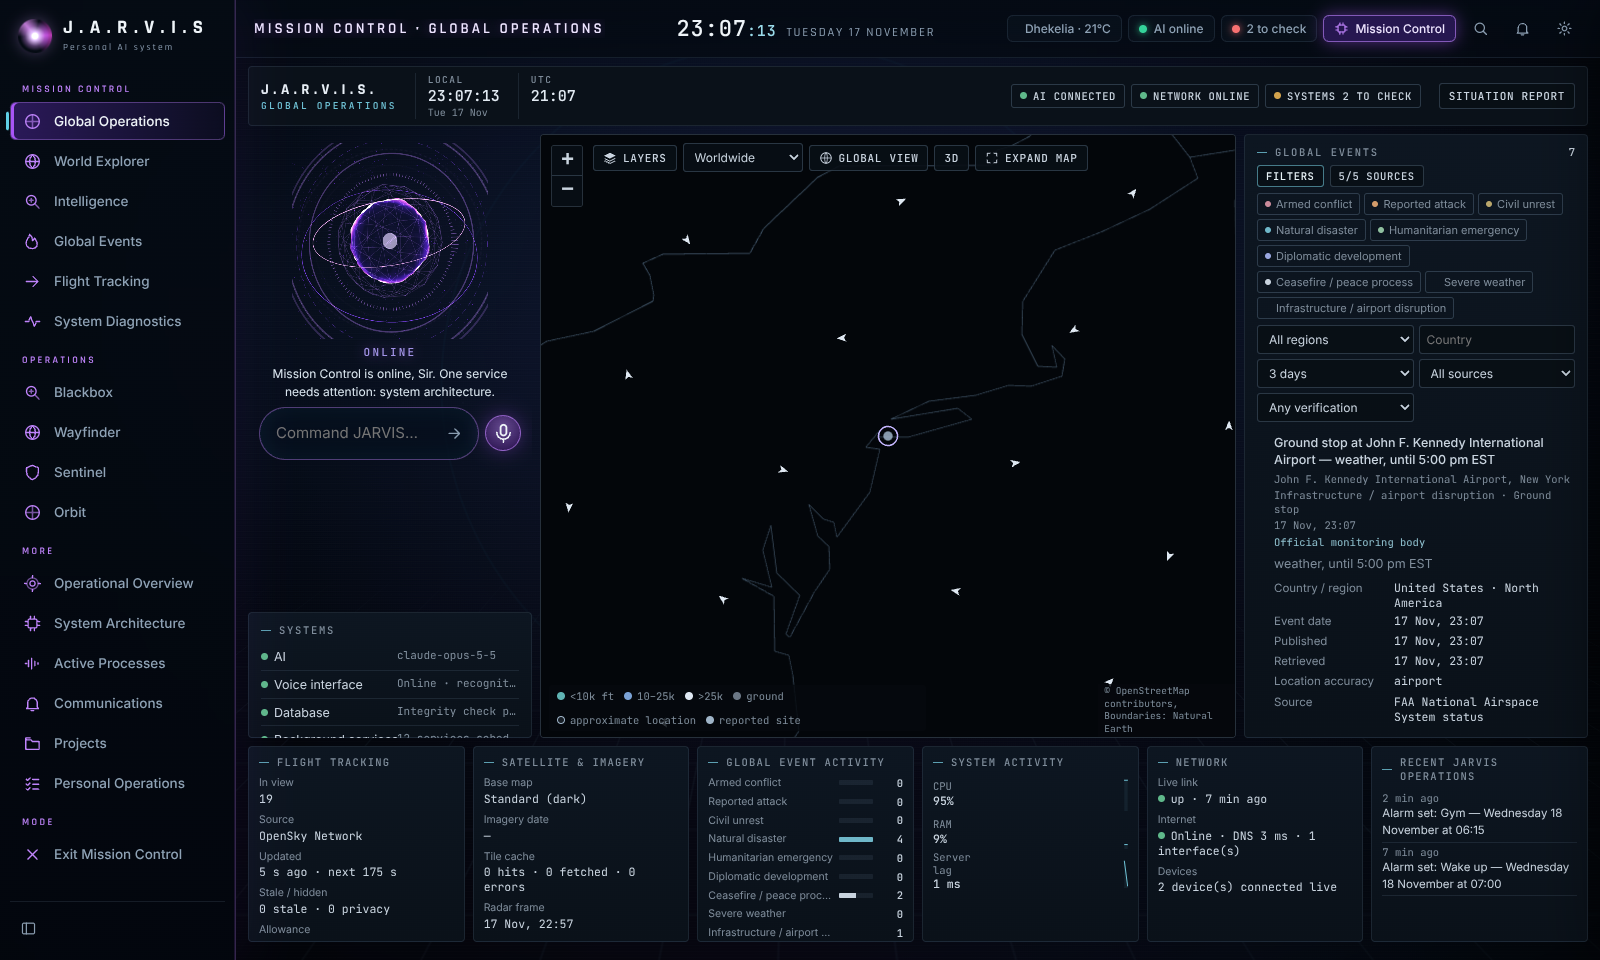 J.A.R.V.I.S
Personal AI system
MISSION CONTROL
Global Operations
World Explorer
Intelligence
Global Events
Flight Tracking
System Diagnostics
OPERATIONS
Blackbox
Wayfinder
Sentinel
Orbit
MORE
Operational Overview
System Architecture
Active Processes
Communications
Projects
Personal Operations
MODE
Exit Mission Control
MISSION CONTROL · GLOBAL OPERATIONS
23:07:13 TUESDAY 17 NOVEMBER
Dhekelia · 21°C
AI online
2 to check
Mission Control
J.A.R.V.I.S.
GLOBAL OPERATIONS
LOCAL
23:07:13
Tue 17 Nov
UTC
21:07
AI CONNECTED
NETWORK ONLINE
SYSTEMS 2 TO CHECK
SITUATION REPORT
ONLINE
Mission Control is online, Sir. One service
needs attention: system architecture.
Command JARVIS...
SYSTEMS
AI claude-opus-5-5
Voice interface Online · recognit…
Database Integrity check p…
+
−
LAYERS
Worldwide
GLOBAL VIEW
3D
EXPAND MAP
<10k ft
10–25k
>25k
ground
approximate location
reported site
© OpenStreetMap
contributors,
Boundaries: Natural
Earth
GLOBAL EVENTS 7
FILTERS
5/5 SOURCES
Armed conflict
Reported attack
Civil unrest
Natural disaster
Humanitarian emergency
Diplomatic development
Ceasefire / peace process
Severe weather
Infrastructure / airport disruption
All regions
Country
3 days
All sources
Any verification
Ground stop at John F. Kennedy International
Airport — weather, until 5:00 pm EST
John F. Kennedy International Airport, New York
Infrastructure / airport disruption · Ground
stop
17 Nov, 23:07
Official monitoring body
weather, until 5:00 pm EST
Country / region United States · North
America
Event date 17 Nov, 23:07
Published 17 Nov, 23:07
Retrieved 17 Nov, 23:07
Location accuracy airport
Source FAA National Airspace
System status
FLIGHT TRACKING
In view
19
Source
OpenSky Network
Updated
5 s ago · next 175 s
Stale / hidden
0 stale · 0 privacy
Allowance
SATELLITE & IMAGERY
Base map
Standard (dark)
Imagery date
—
Tile cache
0 hits · 0 fetched · 0
errors
Radar frame
17 Nov, 22:57
GLOBAL EVENT ACTIVITY
Armed conflict 0
Reported attack 0
Civil unrest 0
Natural disaster 4
Humanitarian emergency 0
Diplomatic development 0
Ceasefire / peace proc… 2
Severe weather 0
Infrastructure / airport … 1
SYSTEM ACTIVITY
CPU
95%
RAM
9%
Server
lag
1 ms
NETWORK
Live link
up · 7 min ago
Internet
Online · DNS 3 ms · 1
interface(s)
Devices
2 device(s) connected live
RECENT JARVIS
OPERATIONS
2 min ago
Alarm set: Gym — Wednesday 18
November at 06:15
7 min ago
Alarm set: Wake up — Wednesday
18 November at 07:00